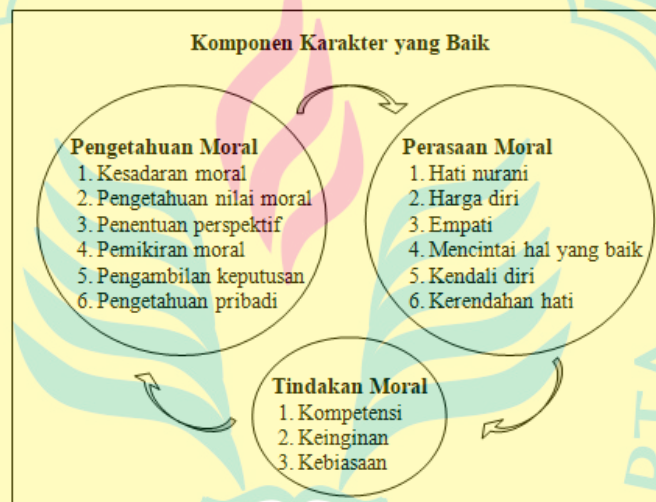 Komponen Karakter yang Baik
Pengetahuan Moral
1. Kesadaran moral
2. Pengetahuan nilai moral
3. Penentuan perspektif
4. Pemikiran moral
5. Pengambilan keputusan
6. Pengetahuan pribadi
Perasaan Moral
1. Hati nurani
2. Harga diri
3. Empati
4. Mencintai hal yang baik
5. Kendali diri
6. Kerendahan hati
Tindakan Moral
1. Kompetensi
2. Keinginan
3. Kebiasaan